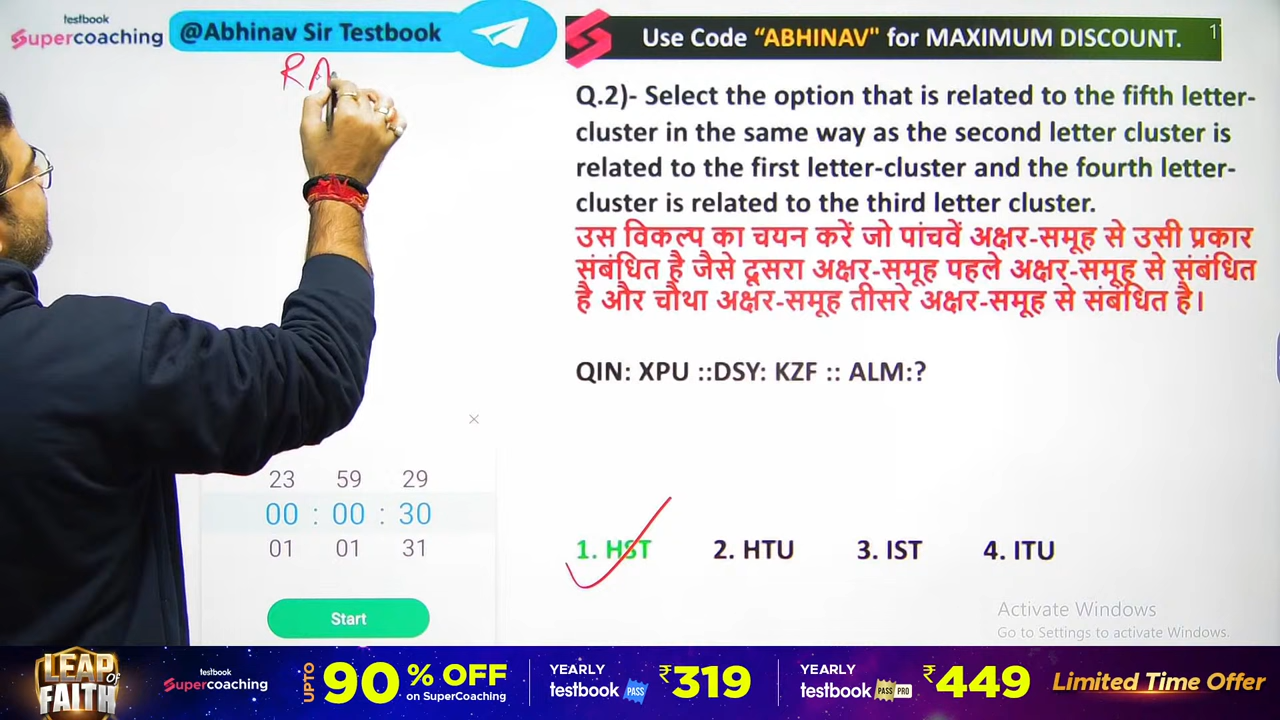 testbook
Supercoaching
@Abhinav Sir Testbook
Use Code “ABHINAV" for MAXIMUM DISCOUNT.
11
RA
Q.2)- Select the option that is related to the fifth letter-
cluster in the same way as the second letter cluster is
related to the first letter-cluster and the fourth letter-
cluster is related to the third letter cluster.
उस विकल्प का चयन करें जो पांचवें अक्षर-समूह से उसी प्रकार
संबंधित है जैसे दूसरा अक्षर-समूह पहले अक्षर-समूह से संबंधित
है और चौथा अक्षर-समूह तीसरे अक्षर-समूह से संबंधित है।
QIN: XPU ::DSY: KZF :: ALM:?
23 59 29
00 : 00 : 30
01 01 31
Start
1. HST 2. HTU 3. IST 4. ITU
Activate Windows
Go to Settings to activate Windows.
LEAP OF FAITH
testbook
Supercoaching
UPTO 90% OFF
on SuperCoaching
YEARLY
testbook PASS
₹319
YEARLY
testbook PASS PRO
₹449
Limited Time Offer